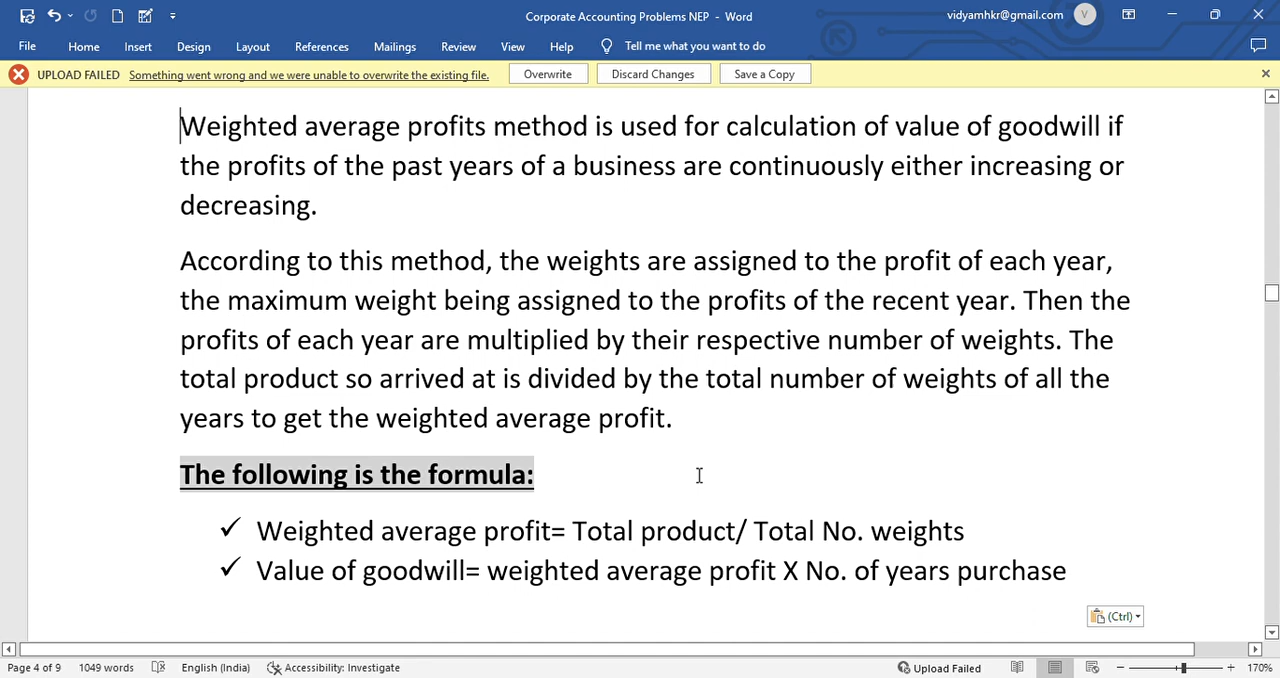 Corporate Accounting Problems NEP - Word
vidyamhkr@gmail.com
V
File Home Insert Design Layout References Mailings Review View Help Tell me what you want to do
UPLOAD FAILED Something went wrong and we were unable to overwrite the existing file. Overwrite Discard Changes Save a Copy
Weighted average profits method is used for calculation of value of goodwill if
the profits of the past years of a business are continuously either increasing or
decreasing.
According to this method, the weights are assigned to the profit of each year,
the maximum weight being assigned to the profits of the recent year. Then the
profits of each year are multiplied by their respective number of weights. The
total product so arrived at is divided by the total number of weights of all the
years to get the weighted average profit.
The following is the formula:
✓ Weighted average profit= Total product/ Total No. weights
✓ Value of goodwill= weighted average profit X No. of years purchase
(Ctrl)
Page 4 of 9 1049 words English (India) Accessibility: Investigate Upload Failed 170%